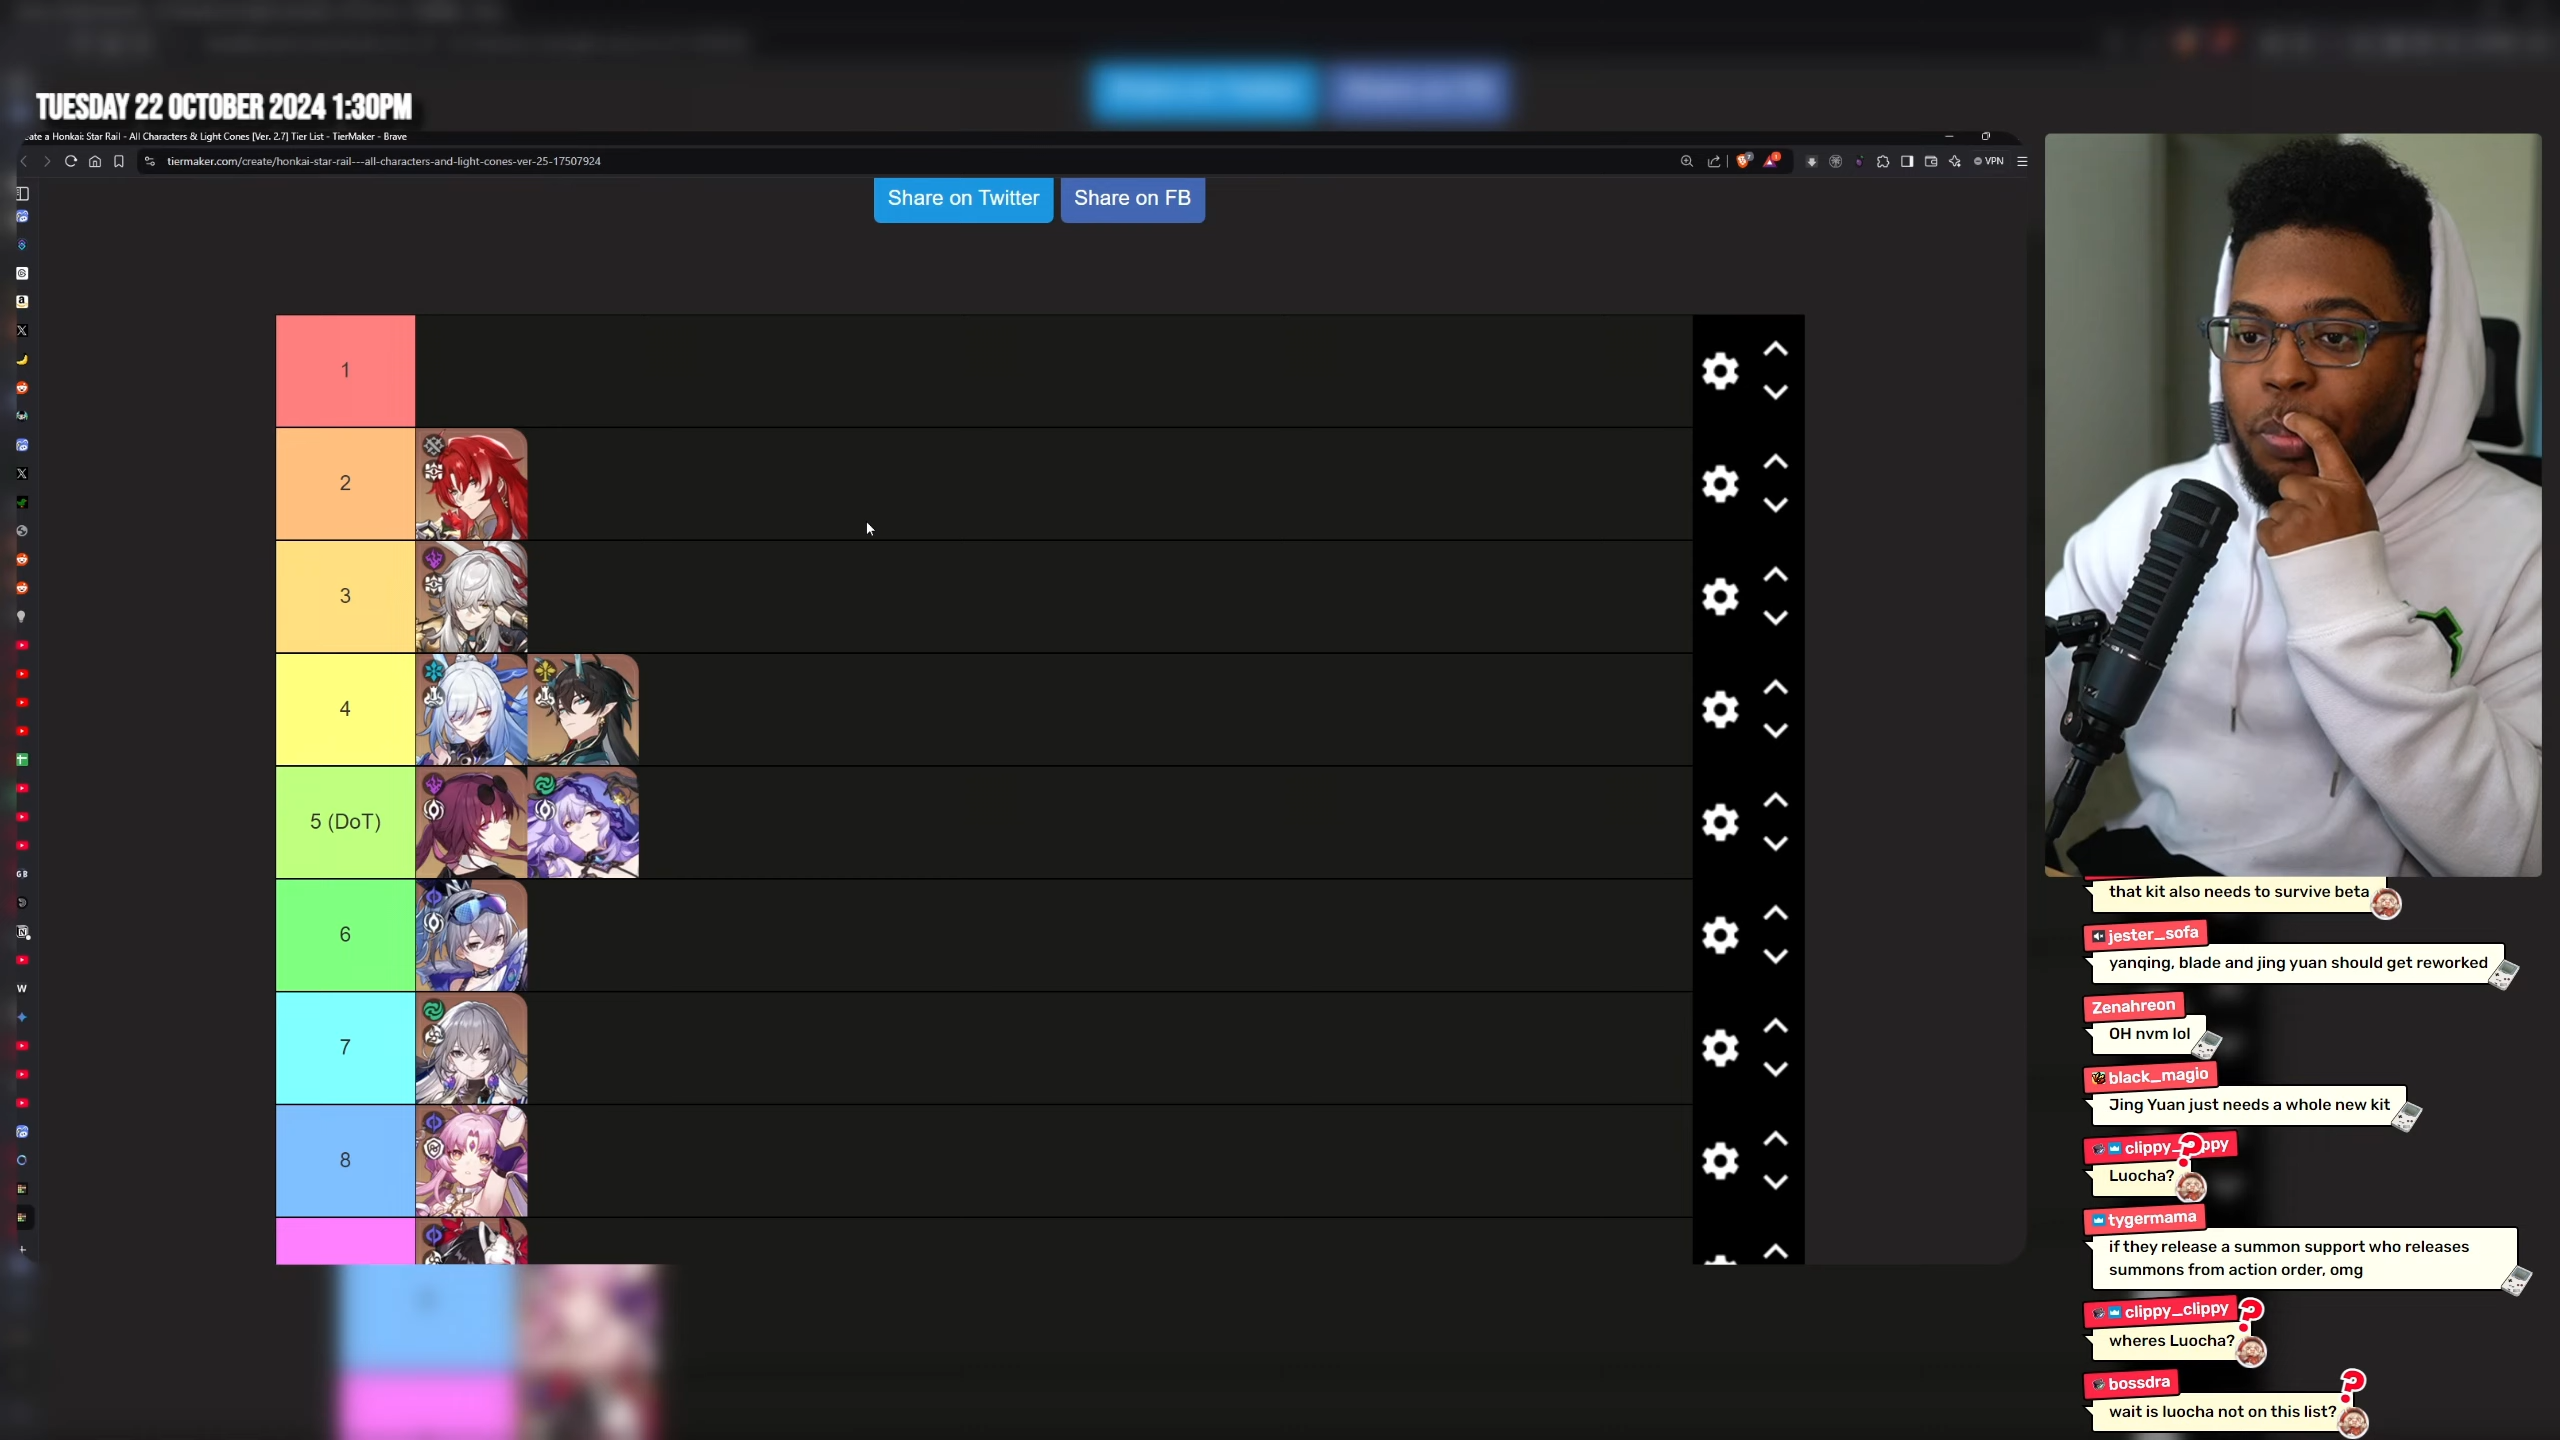 TUESDAY 22 OCTOBER 2024 1:30PM
ate a Honkai: Star Rail - All Characters & Light Cones [Ver. 2.7] Tier List - TierMaker - Brave
tiermaker.com/create/honkai-star-rail---all-characters-and-light-cones-ver-25-17507924
VPN
Share on Twitter
Share on FB
1
2
3
4
5 (DoT)
6
7
8
that kit also needs to survive beta
jester_sofa
yanqing, blade and jing yuan should get reworked
Zenahreon
OH nvm lol
black_magio
Jing Yuan just needs a whole new kit
Luocha?
tygermama
if they release a summon support who releases
summons from action order, omg
clippy_clippy
wheres Luocha?
bossdra
wait is luocha not on this list?